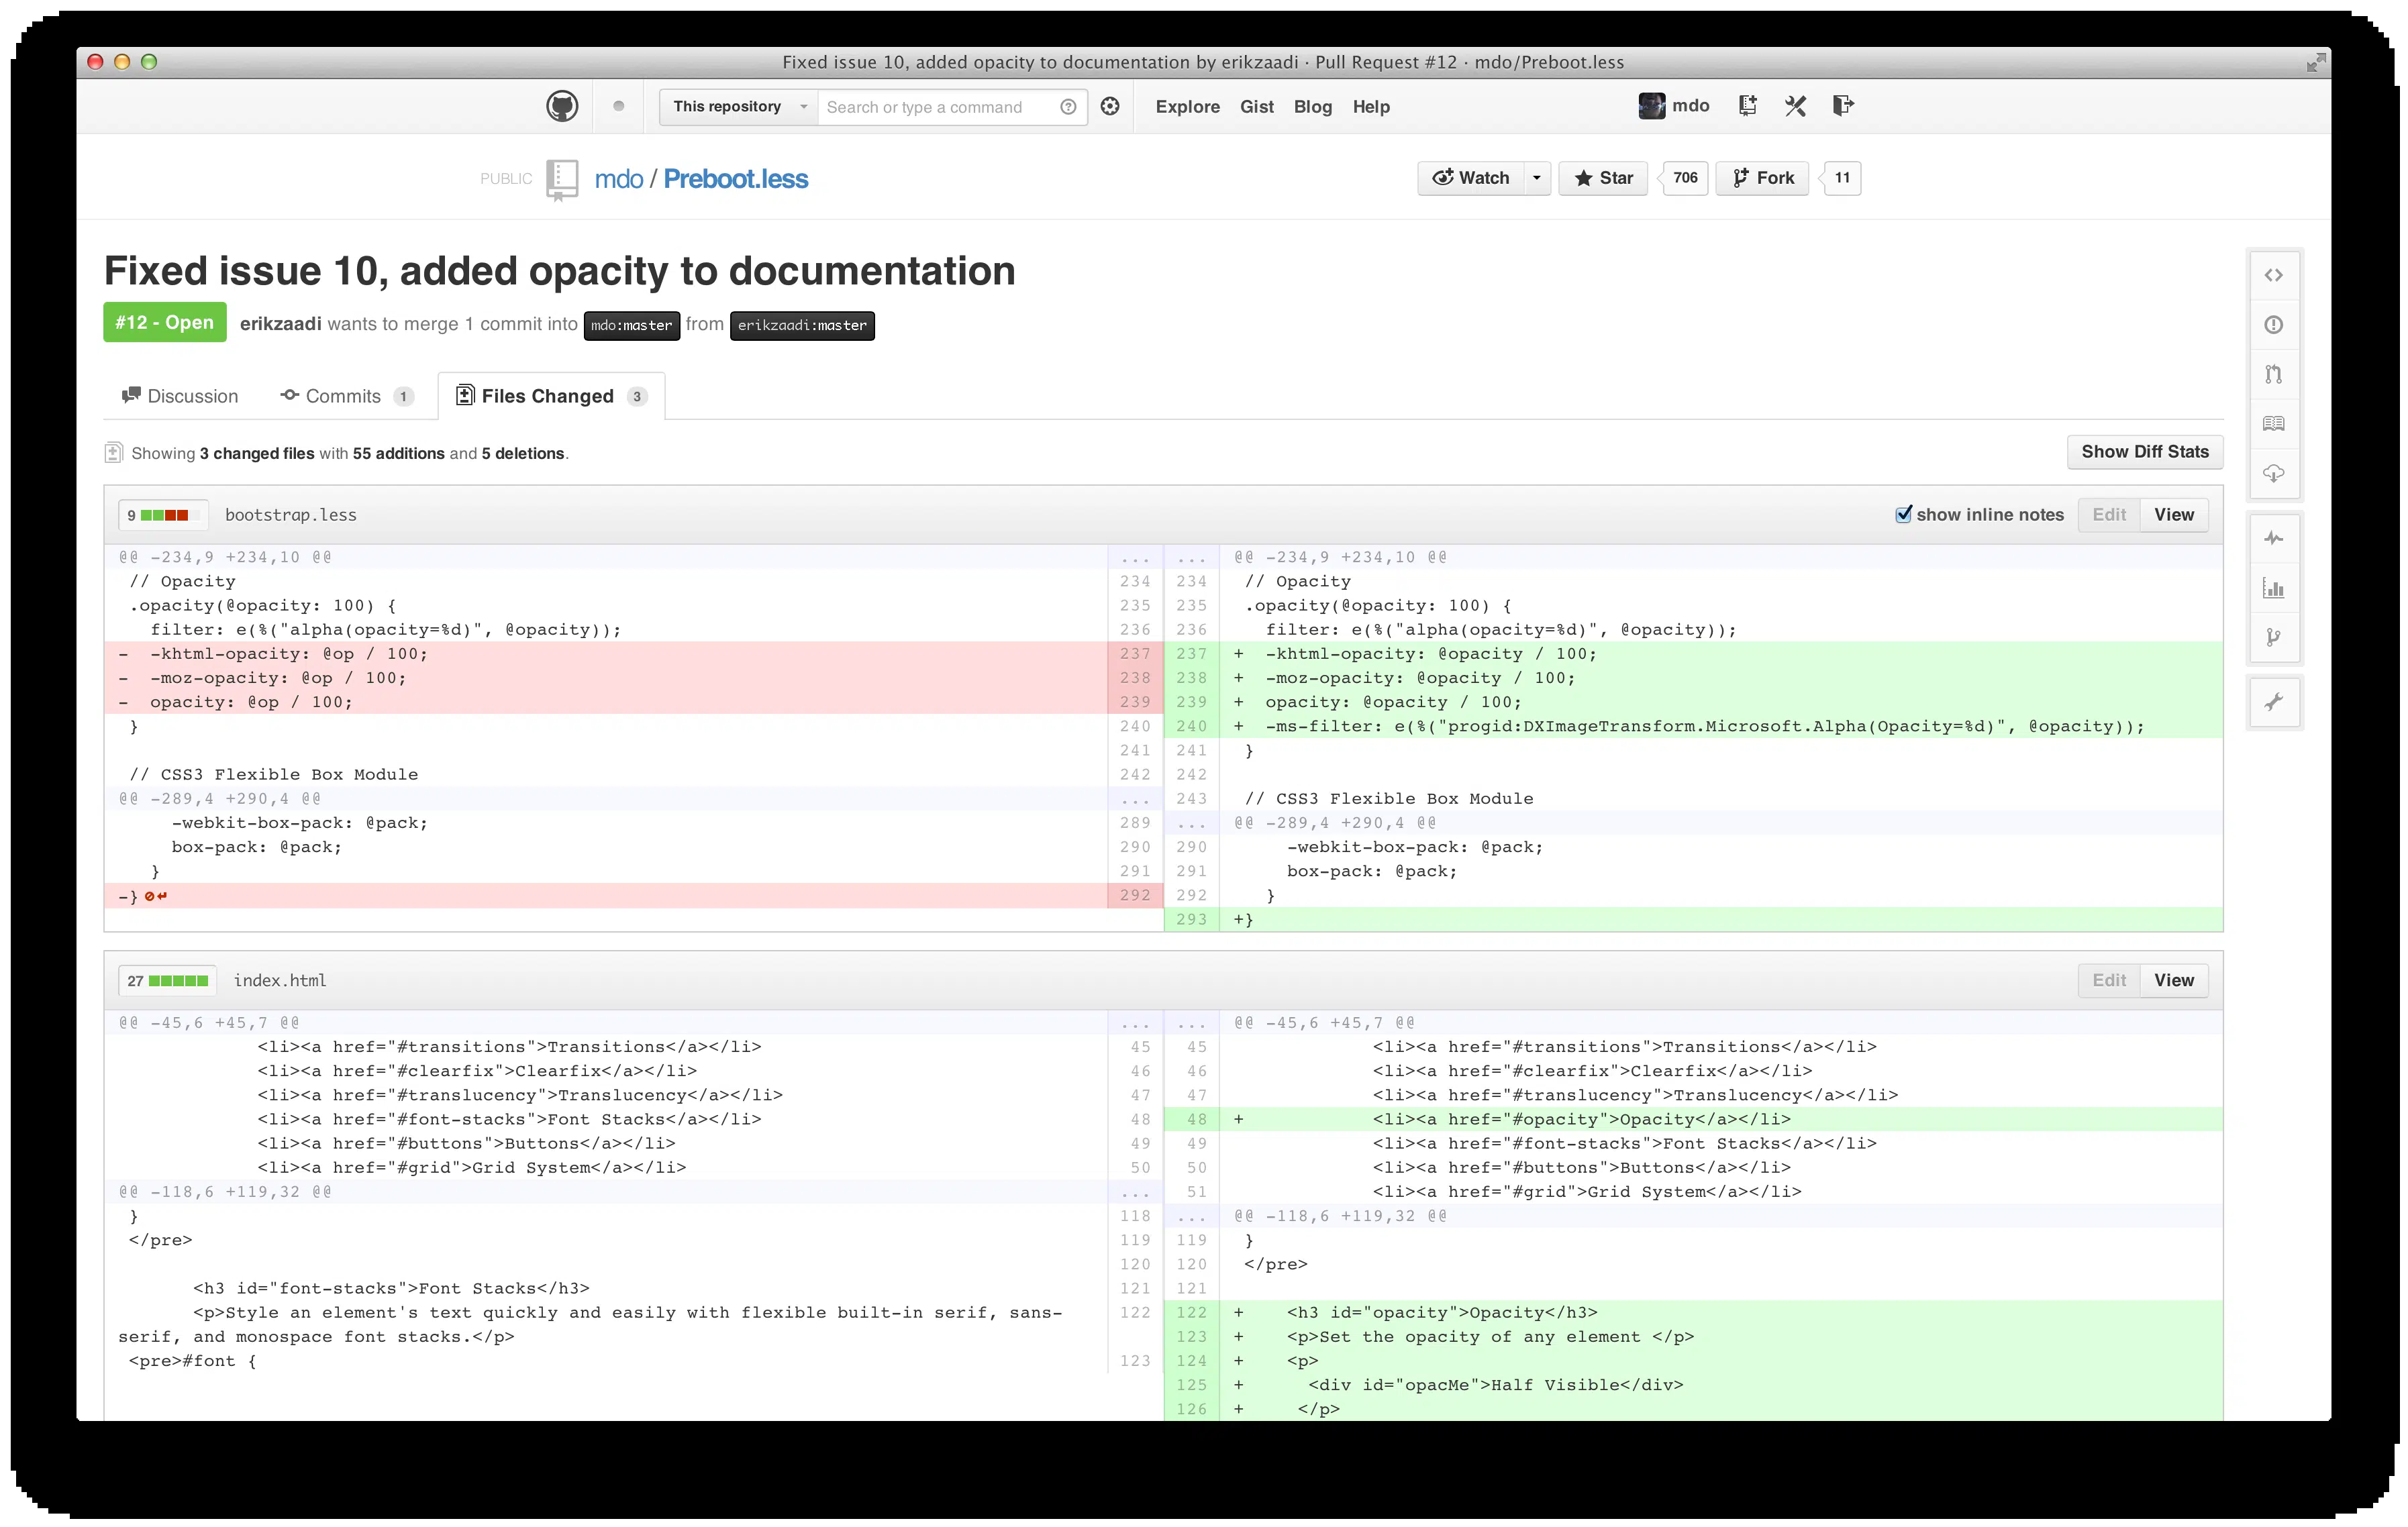 Fixed issue 10, added opacity to documentation by erikzaadi · Pull Request #12 · mdo/Preboot.less
This repository Search or type a command Explore Gist Blog Help mdo
PUBLIC mdo / Preboot.less Watch Star 706 Fork 11
Fixed issue 10, added opacity to documentation
#12 - Open erikzaadi wants to merge 1 commit into mdo:master from erikzaadi:master
Discussion Commits 1 Files Changed 3
Showing 3 changed files with 55 additions and 5 deletions. Show Diff Stats
9 bootstrap.less show inline notes Edit View
@@ -234,9 +234,10 @@ ... ... @@ -234,9 +234,10 @@
// Opacity 234 234 // Opacity
.opacity(@opacity: 100) { 235 235 .opacity(@opacity: 100) {
filter: e(%("alpha(opacity=%d)", @opacity)); 236 236 filter: e(%("alpha(opacity=%d)", @opacity));
- -khtml-opacity: @op / 100; 237 237 + -khtml-opacity: @opacity / 100;
- -moz-opacity: @op / 100; 238 238 + -moz-opacity: @opacity / 100;
- opacity: @op / 100; 239 239 + opacity: @opacity / 100;
} 240 240 + -ms-filter: e(%("progid:DXImageTransform.Microsoft.Alpha(Opacity=%d)", @opacity));
241 241 }
// CSS3 Flexible Box Module 242 242
@@ -289,4 +290,4 @@ ... 243 // CSS3 Flexible Box Module
-webkit-box-pack: @pack; 289 ... @@ -289,4 +290,4 @@
box-pack: @pack; 290 290 -webkit-box-pack: @pack;
} 291 291 box-pack: @pack;
-} 292 292 }
293 +}
27 index.html Edit View
@@ -45,6 +45,7 @@ ... ... @@ -45,6 +45,7 @@
<li><a href="#transitions">Transitions</a></li> 45 45 <li><a href="#transitions">Transitions</a></li>
<li><a href="#clearfix">Clearfix</a></li> 46 46 <li><a href="#clearfix">Clearfix</a></li>
<li><a href="#translucency">Translucency</a></li> 47 47 <li><a href="#translucency">Translucency</a></li>
<li><a href="#font-stacks">Font Stacks</a></li> 48 48 + <li><a href="#opacity">Opacity</a></li>
<li><a href="#buttons">Buttons</a></li> 49 49 <li><a href="#font-stacks">Font Stacks</a></li>
<li><a href="#grid">Grid System</a></li> 50 50 <li><a href="#buttons">Buttons</a></li>
@@ -118,6 +119,32 @@ ... 51 <li><a href="#grid">Grid System</a></li>
} 118 ... @@ -118,6 +119,32 @@
</pre> 119 119 }
120 120 </pre>
<h3 id="font-stacks">Font Stacks</h3> 121 121
<p>Style an element's text quickly and easily with flexible built-in serif, sans- 122 122 + <h3 id="opacity">Opacity</h3>
serif, and monospace font stacks.</p> 123 + <p>Set the opacity of any element </p>
<pre>#font { 123 124 + <p>
125 + <div id="opacMe">Half Visible</div>
126 + </p>